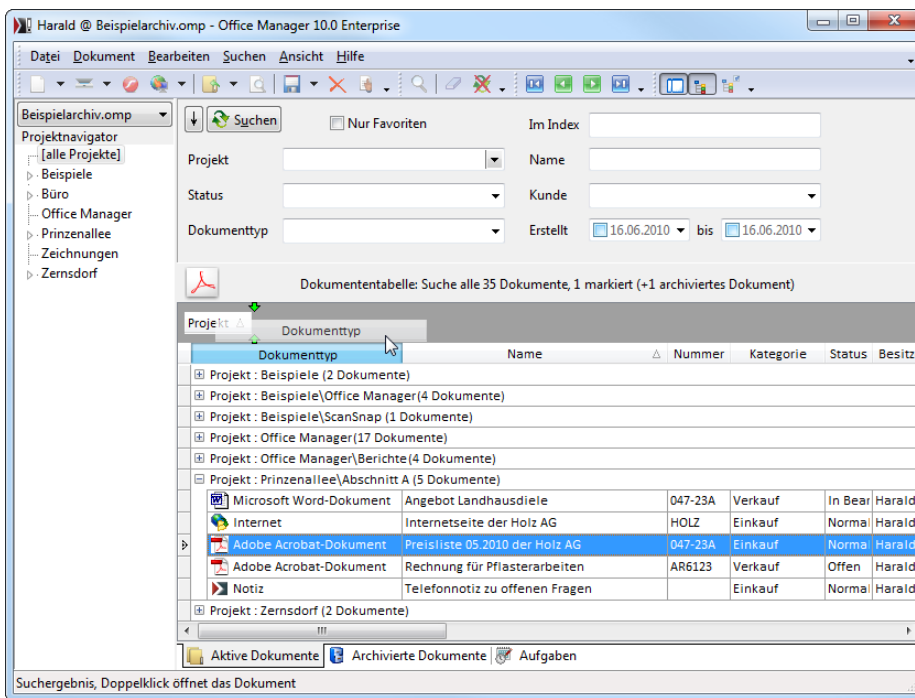 Harald @ Beispielarchiv.omp - Office Manager 10.0 Enterprise
Datei Dokument Bearbeiten Suchen Ansicht Hilfe
Beispielarchiv.omp
Projektnavigator
[alle Projekte]
Beispiele
Büro
Office Manager
Prinzenallee
Zeichnungen
Zernsdorf
Suchen Nur Favoriten Im Index
Projekt Name
Status Kunde
Dokumenttyp Erstellt 16.06.2010 bis 16.06.2010
Dokumententabelle: Suche alle 35 Dokumente, 1 markiert (+1 archiviertes Dokument)
Projekt Dokumenttyp
Dokumenttyp Name Nummer Kategorie Status Besitz
Projekt : Beispiele (2 Dokumente)
Projekt : Beispiele\Office Manager(4 Dokumente)
Projekt : Beispiele\ScanSnap (1 Dokumente)
Projekt : Office Manager(17 Dokumente)
Projekt : Office Manager\Berichte(4 Dokumente)
Projekt : Prinzenallee\Abschnitt A (5 Dokumente)
Microsoft Word-Dokument Angebot Landhausdiele 047-23A Verkauf In Bear Harald
Internet Internetseite der Holz AG HOLZ Einkauf Normal Harald
Adobe Acrobat-Dokument Preisliste 05.2010 der Holz AG 047-23A Einkauf Normal Harald
Adobe Acrobat-Dokument Rechnung für Pflasterarbeiten AR6123 Verkauf Offen Harald
Notiz Telefonnotiz zu offenen Fragen Einkauf Normal Harald
Projekt : Zernsdorf (2 Dokumente)
Aktive Dokumente Archivierte Dokumente Aufgaben
Suchergebnis, Doppelklick öffnet das Dokument